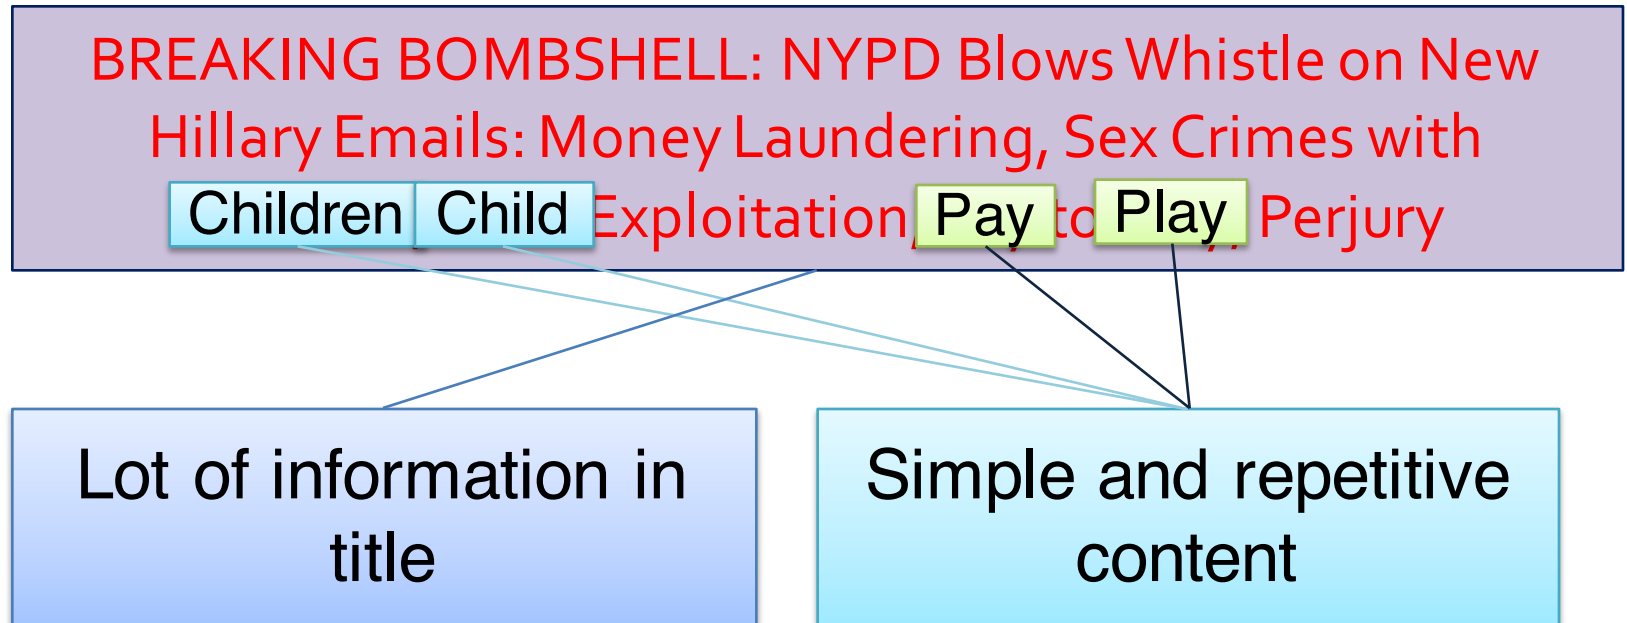 BREAKING BOMBSHELL: NYPD Blows Whistle on New
Hillary Emails: Money Laundering, Sex Crimes with
Children Child Exploitation, Pay to Play, Perjury
Lot of information in
title
Simple and repetitive
content